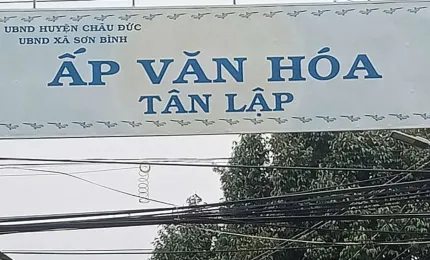 UBND HUYỆN CHÂU ĐỨC
UBND XÃ SƠN BÌNH
ẤP VĂN HÓA
TÂN LẬP